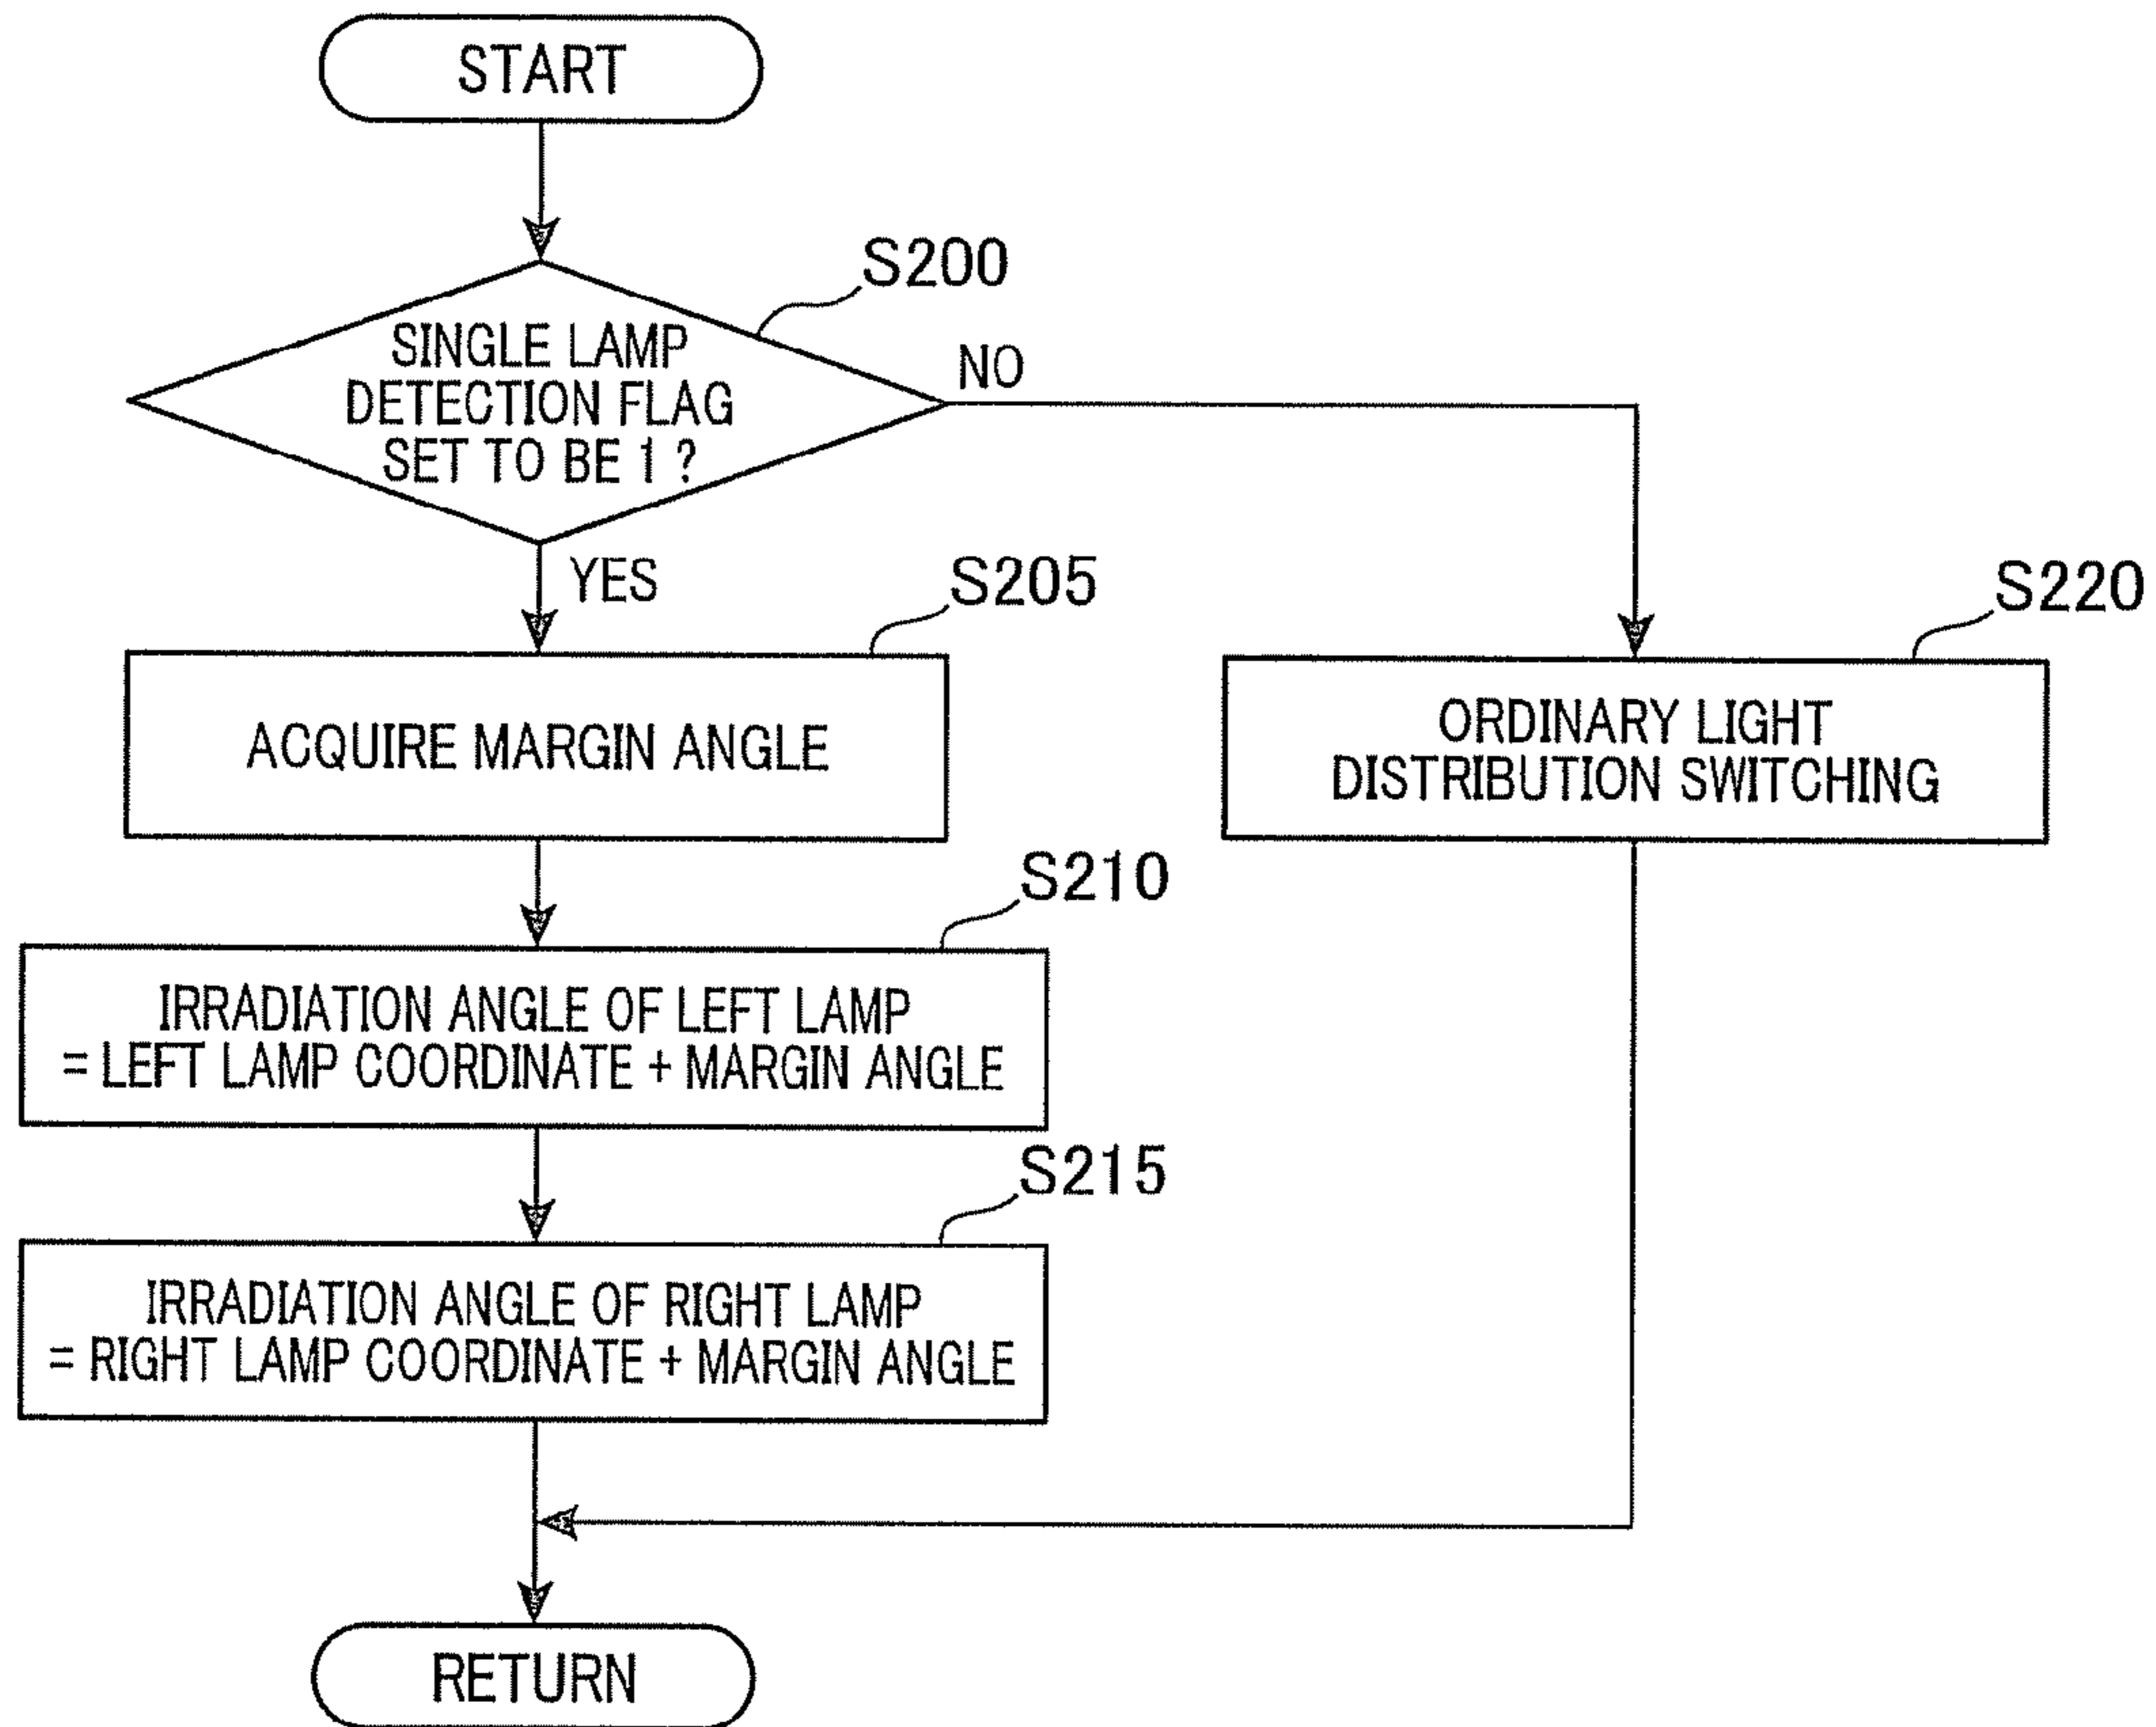 START
S200
SINGLE LAMP
DETECTION FLAG
SET TO BE 1 ?
NO
YES
S205
ACQUIRE MARGIN ANGLE
S220
ORDINARY LIGHT
DISTRIBUTION SWITCHING
S210
IRRADIATION ANGLE OF LEFT LAMP
= LEFT LAMP COORDINATE + MARGIN ANGLE
S215
IRRADIATION ANGLE OF RIGHT LAMP
= RIGHT LAMP COORDINATE + MARGIN ANGLE
RETURN